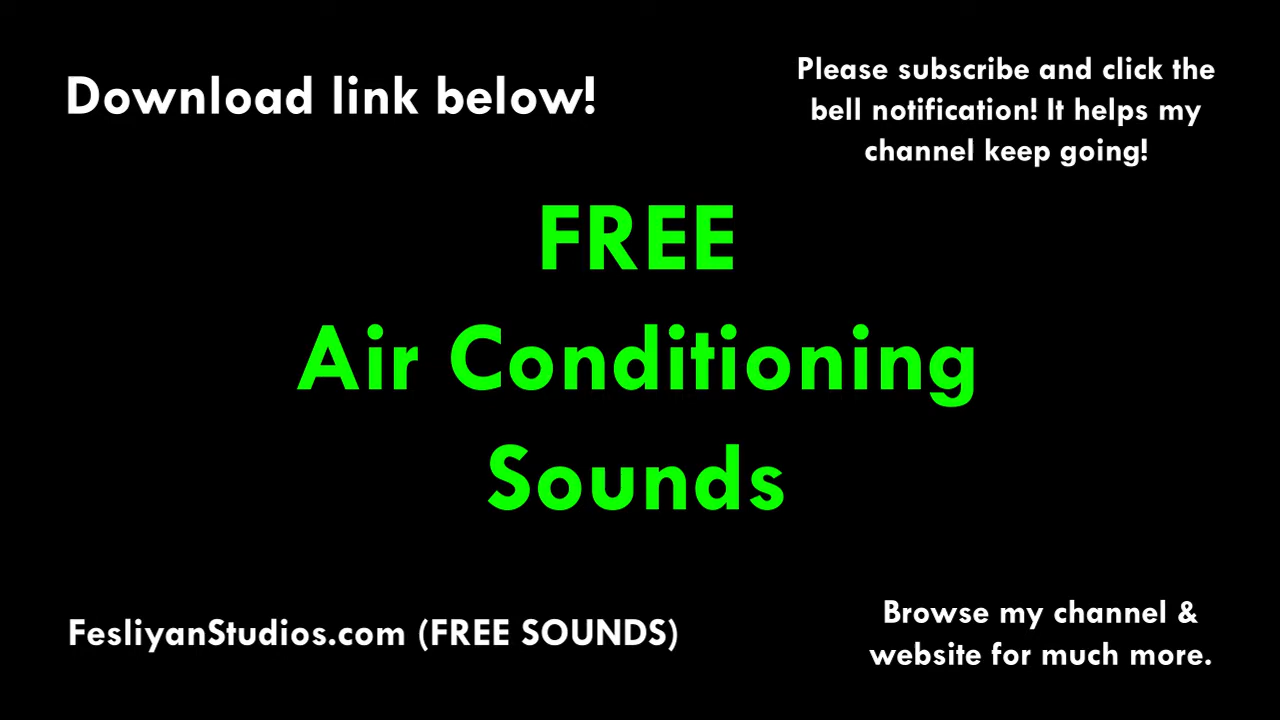 Download link below!
Please subscribe and click the
bell notification! It helps my
channel keep going!
FREE
Air Conditioning
Sounds
FesliyanStudios.com (FREE SOUNDS)
Browse my channel &
website for much more.